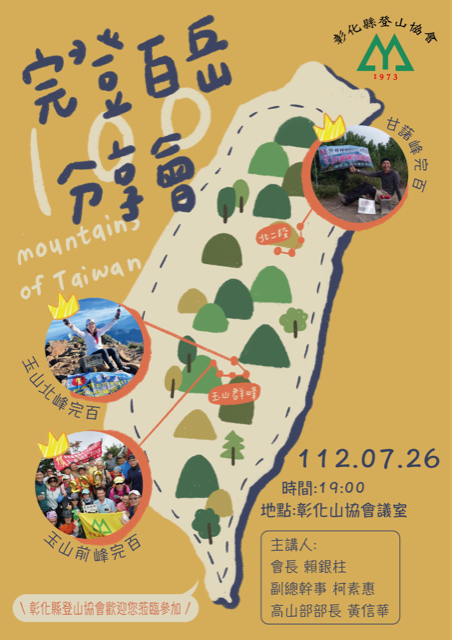 彰化縣登山協會
1973
完登百岳
100
分享會
mountains
of Taiwan
甘藷峰完百
北二段
玉山北峰完百
玉山群峰
玉山前峰完百
112.07.26
時間:19:00
地點:彰化山協會議室
主講人:
會長 賴銀柱
副總幹事 柯素惠
高山部部長 黃信華
\ 彰化縣登山協會歡迎您蒞臨參加 /